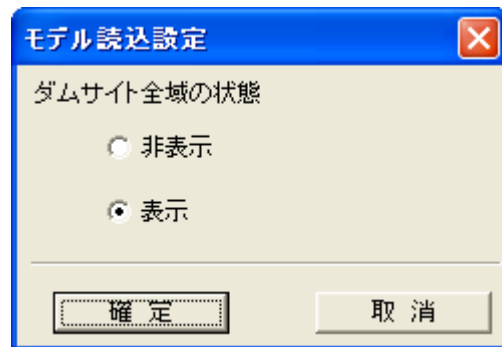 モデル読込設定
ダムサイト全域の状態
非表示
表示
確 定
取 消